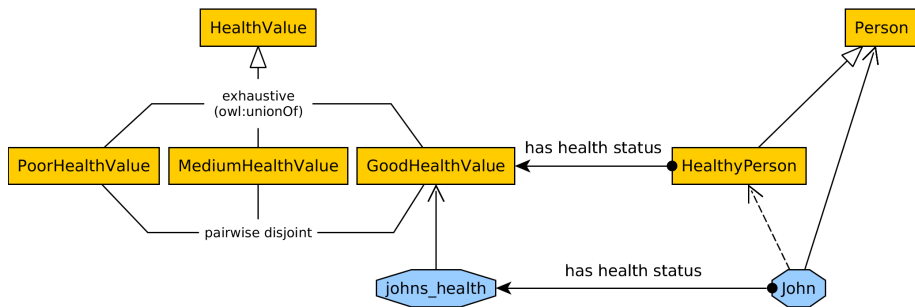 HealthValue
Person
exhaustive
(owl:unionOf)
has health status
PoorHealthValue
MediumHealthValue
GoodHealthValue
HealthyPerson
pairwise disjoint
has health status
johns_health
John